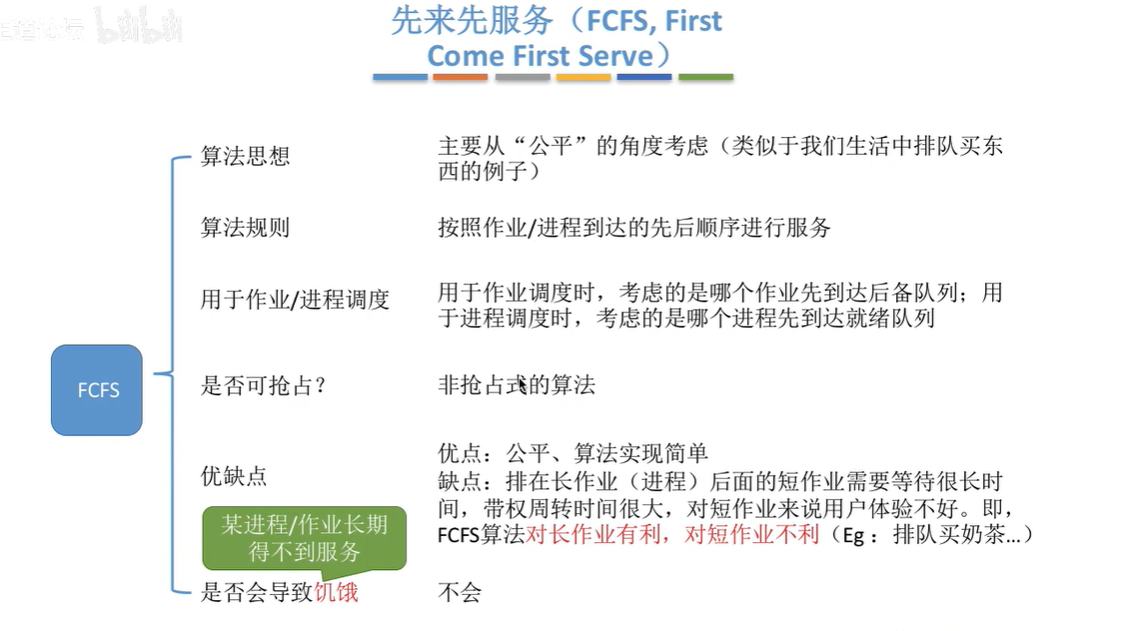 bilibili
先来先服务（FCFS, First
Come First Serve）
算法思想
主要从“公平”的角度考虑（类似于我们生活中排队买东
西的例子）
算法规则
按照作业/进程到达的先后顺序进行服务
用于作业/进程调度
用于作业调度时，考虑的是哪个作业先到达后备队列；用
于进程调度时，考虑的是哪个进程先到达就绪队列
FCFS
是否可抢占？
非抢占式的算法
优缺点
优点：公平、算法实现简单
缺点：排在长作业（进程）后面的短作业需要等待很长时
间，带权周转时间很大，对短作业来说用户体验不好。即，
FCFS算法对长作业有利，对短作业不利（Eg：排队买奶茶…）
某进程/作业长期
得不到服务
是否会导致饥饿
不会